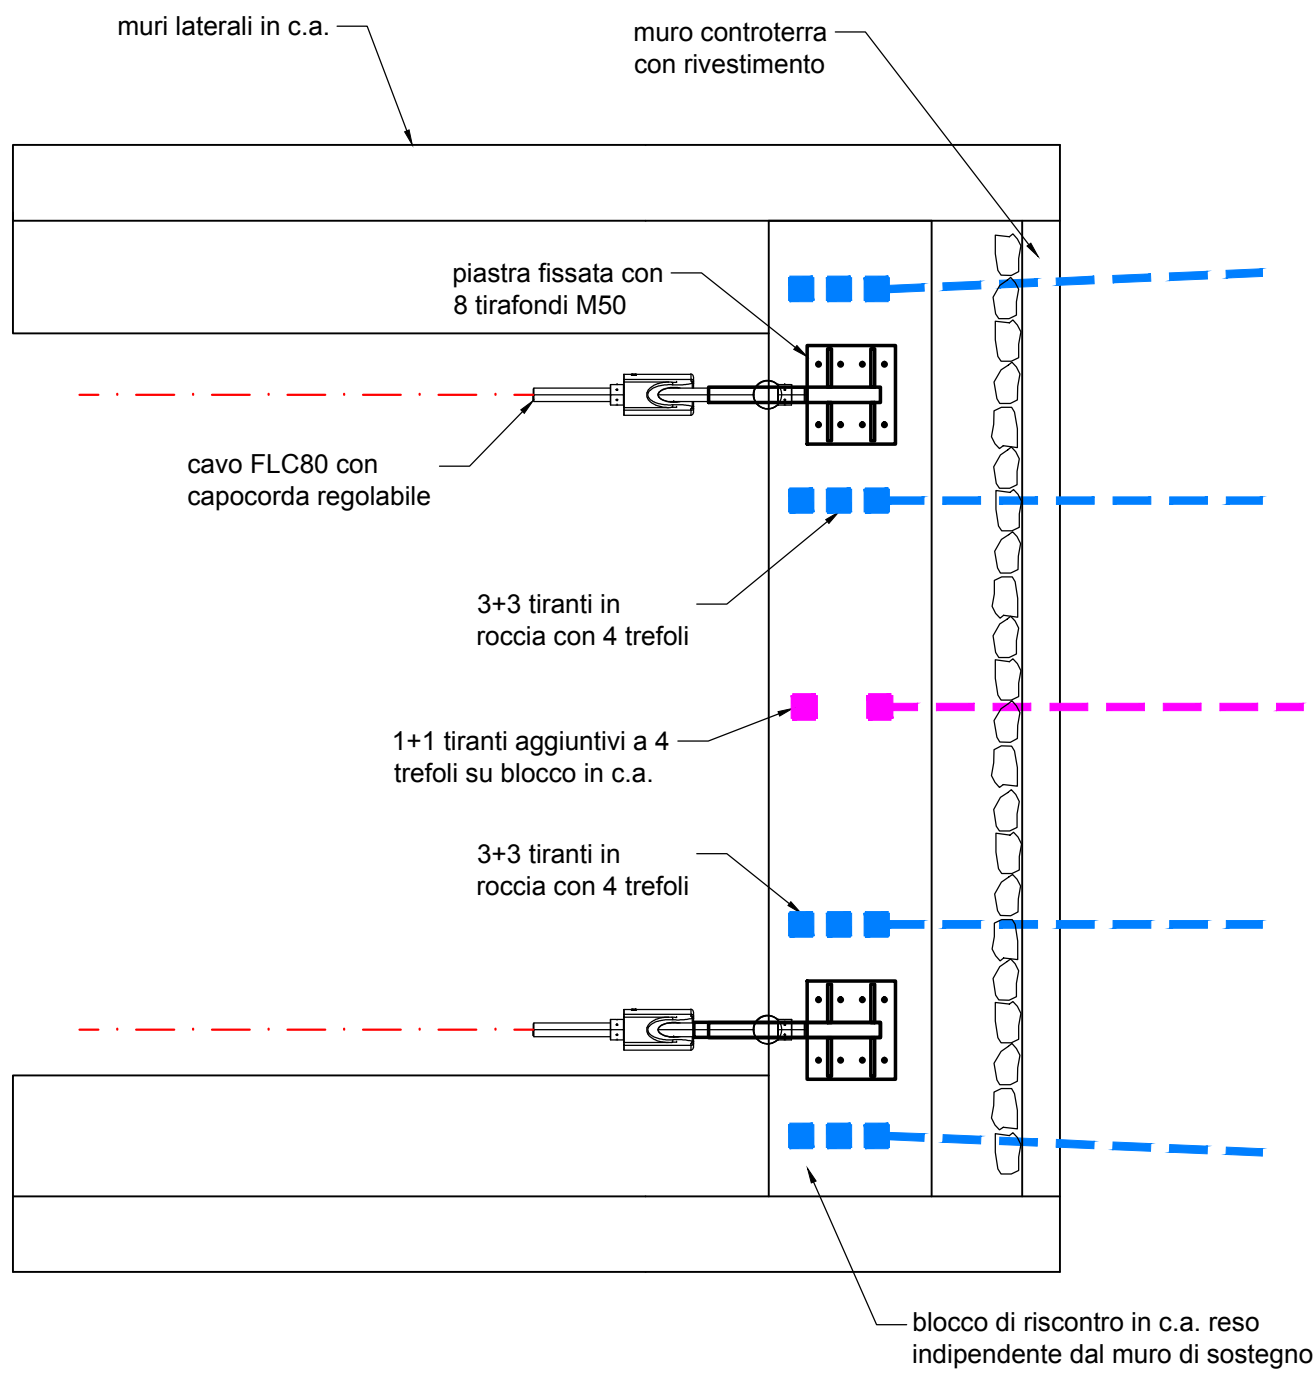 muri laterali in c.a.
muro controterra
con rivestimento
piastra fissata con
8 tirafondi M50
cavo FLC80 con
capocorda regolabile
3+3 tiranti in
roccia con 4 trefoli
1+1 tiranti aggiuntivi a 4
trefoli su blocco in c.a.
3+3 tiranti in
roccia con 4 trefoli
blocco di riscontro in c.a. reso
indipendente dal muro di sostegno